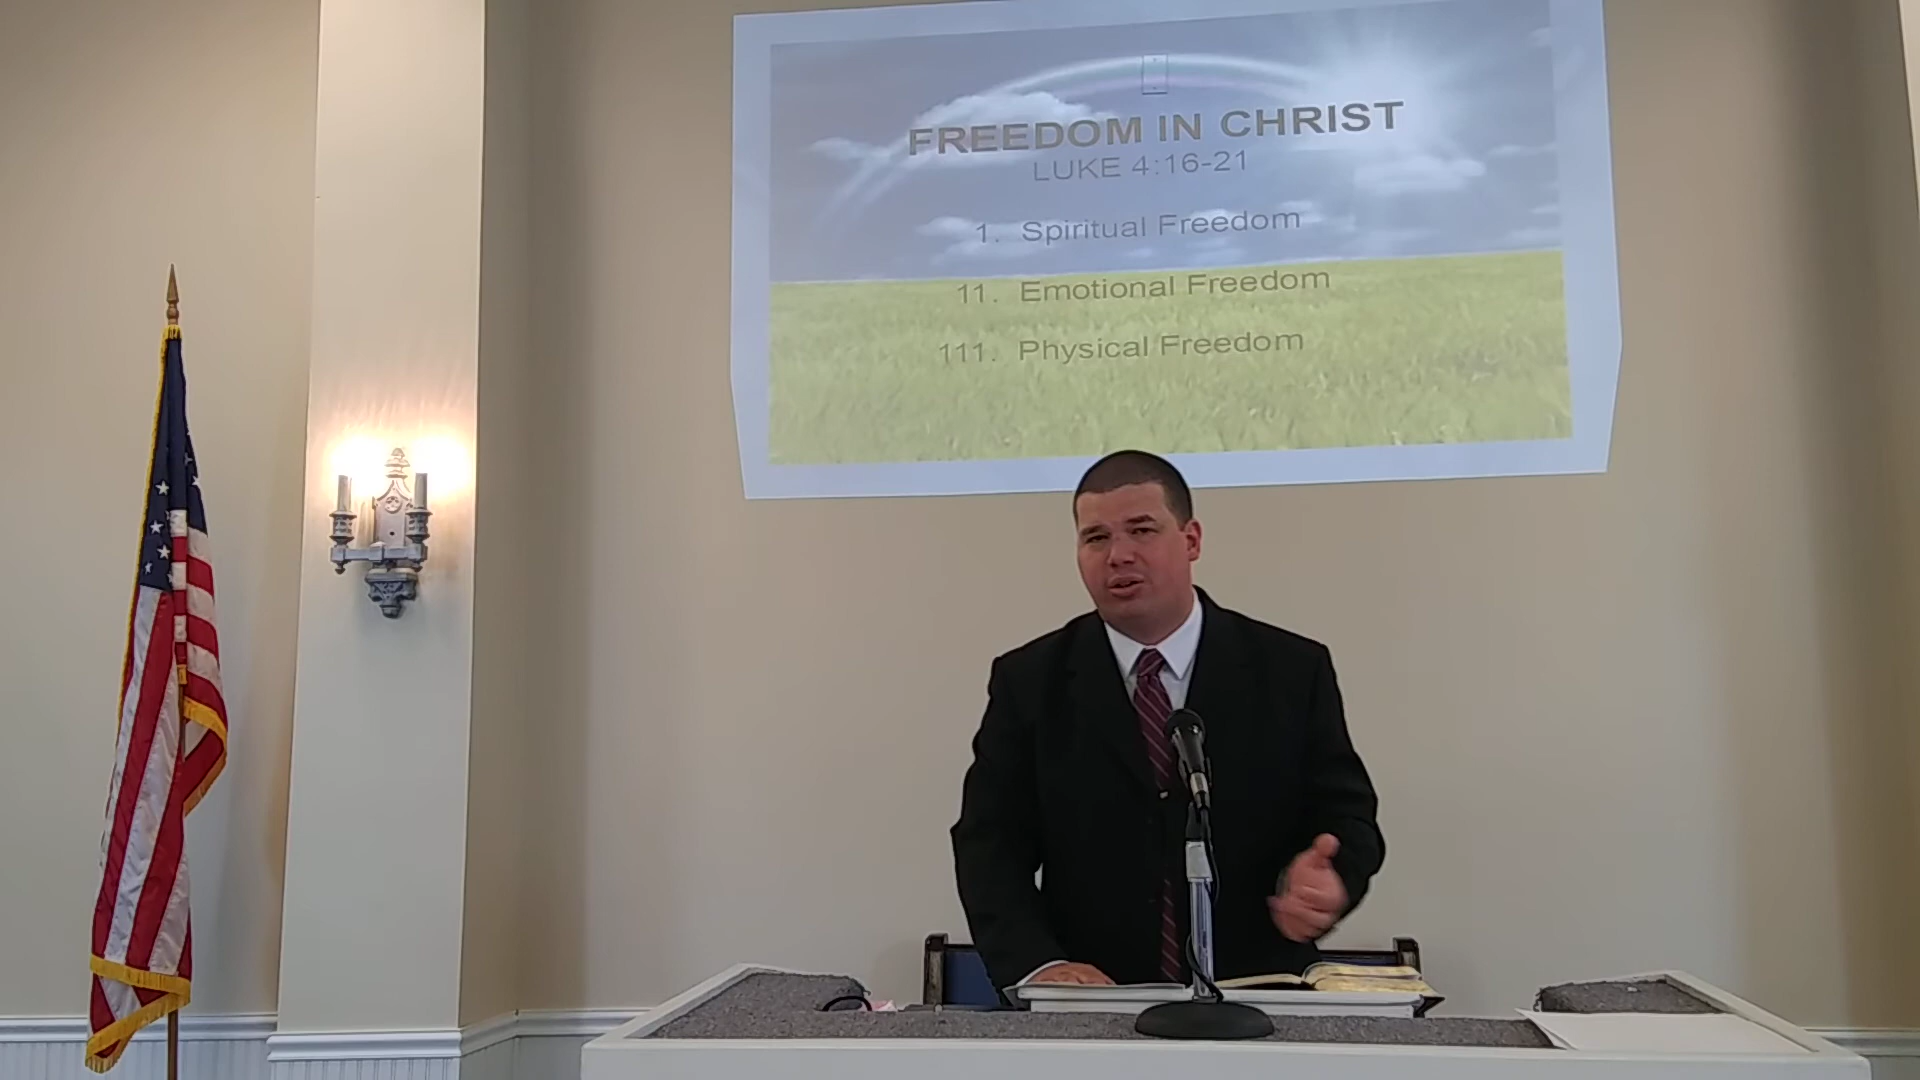 FREEDOM IN CHRIST
LUKE 4:16-21
1. Spiritual Freedom
11. Emotional Freedom
111. Physical Freedom